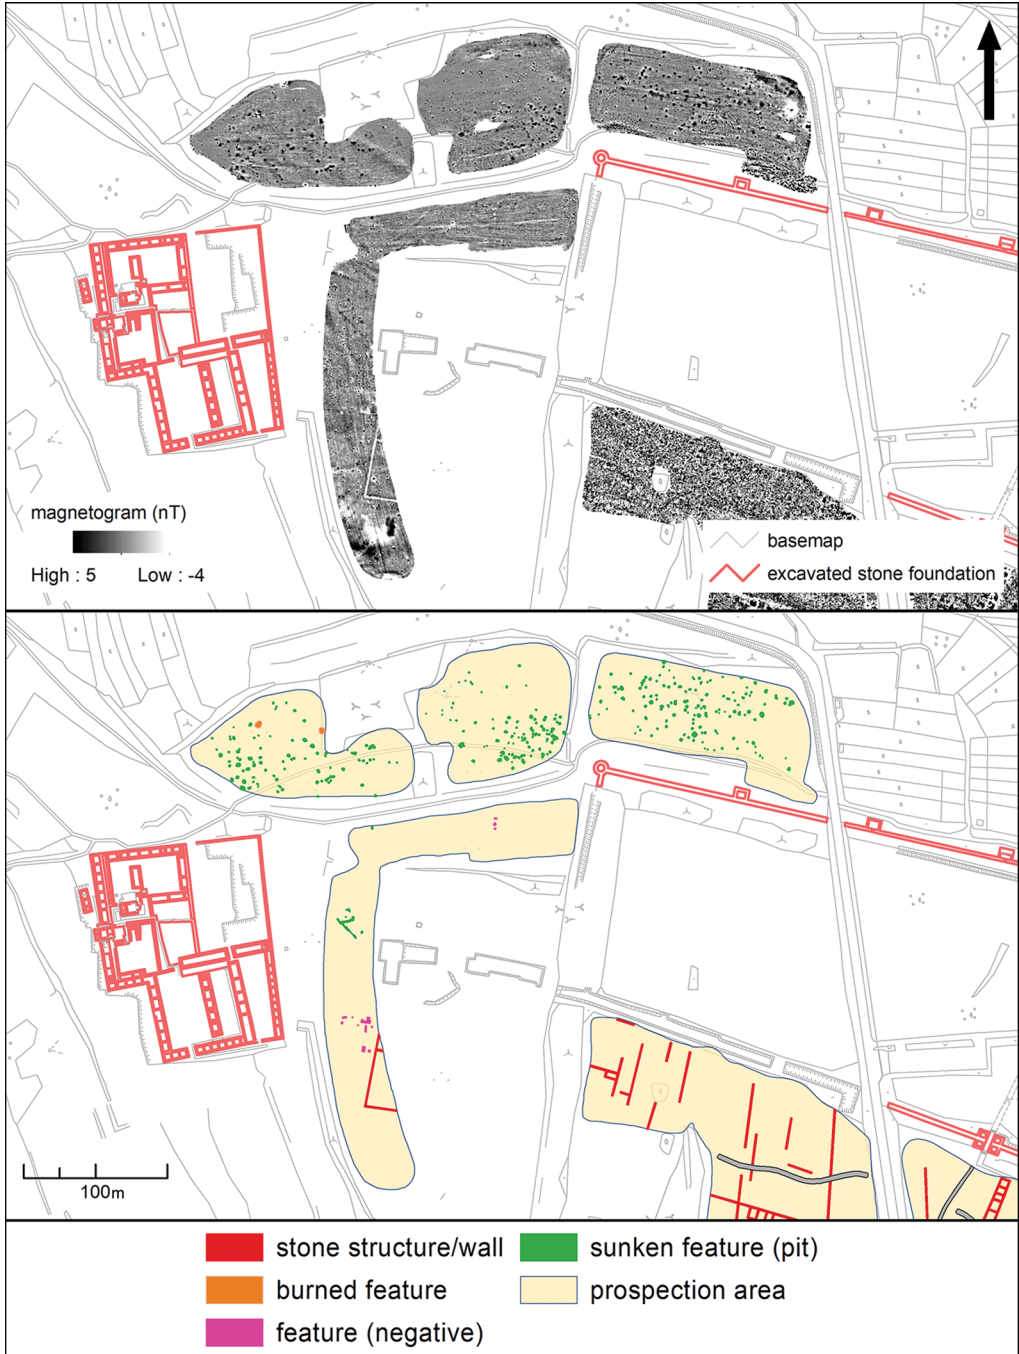 magnetogram (nT)
High : 5 Low : -4
basemap
excavated stone foundation
100m
stone structure/wall
sunken feature (pit)
burned feature
prospection area
feature (negative)